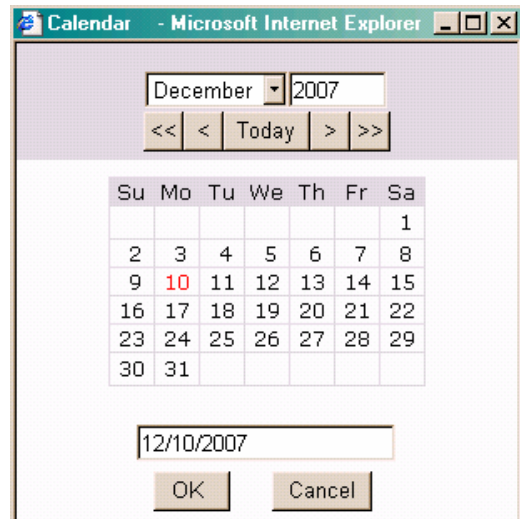 Calendar - Microsoft Internet Explorer
December 2007
<< < Today > >>
Su Mo Tu We Th Fr Sa
1
2 3 4 5 6 7 8
9 10 11 12 13 14 15
16 17 18 19 20 21 22
23 24 25 26 27 28 29
30 31
12/10/2007
OK Cancel